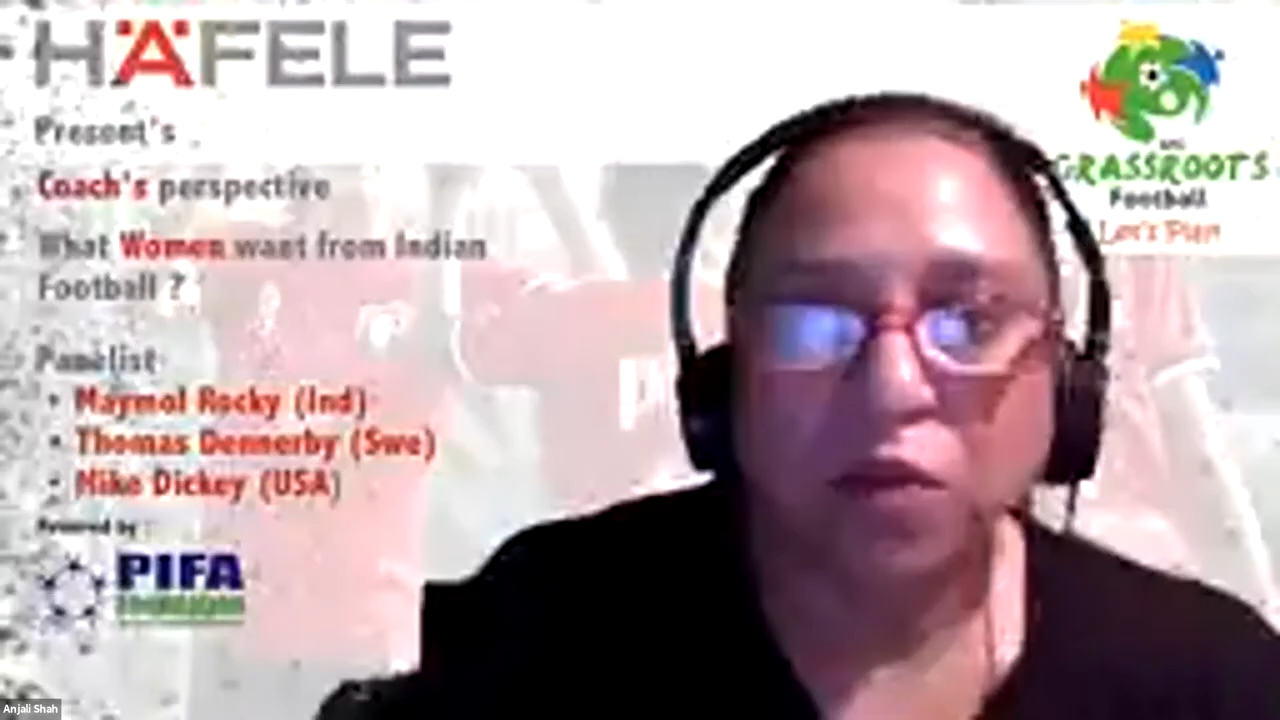 HÄFELE
Present's
Coach's perspective
What Women want from Indian
Football ?
Panelist
• Maymol Rocky (Ind)
• Thomas Dennerby (Swe)
• Mike Dickey (USA)
Powered by
PIFA
GRASSROOTS
Football
Let's Play
Anjali Shah